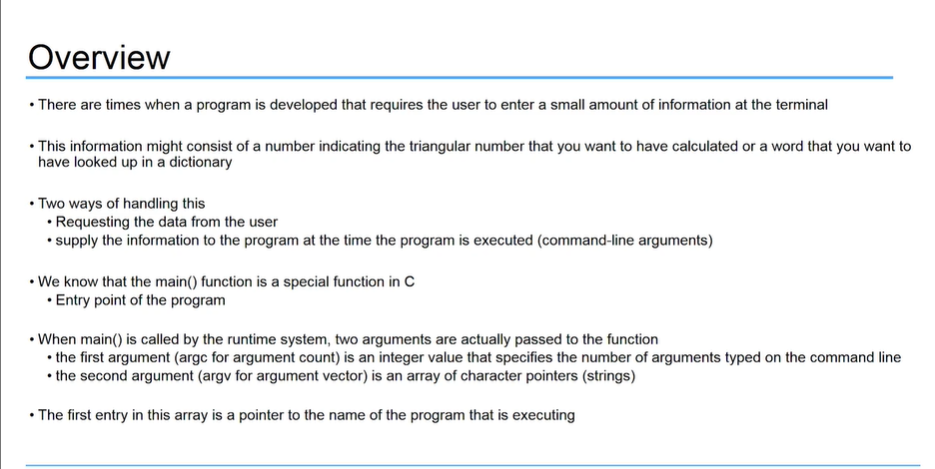 Overview
• There are times when a program is developed that requires the user to enter a small amount of information at the terminal
• This information might consist of a number indicating the triangular number that you want to have calculated or a word that you want to
have looked up in a dictionary
• Two ways of handling this
• Requesting the data from the user
• supply the information to the program at the time the program is executed (command-line arguments)
• We know that the main() function is a special function in C
• Entry point of the program
• When main() is called by the runtime system, two arguments are actually passed to the function
• the first argument (argc for argument count) is an integer value that specifies the number of arguments typed on the command line
• the second argument (argv for argument vector) is an array of character pointers (strings)
• The first entry in this array is a pointer to the name of the program that is executing